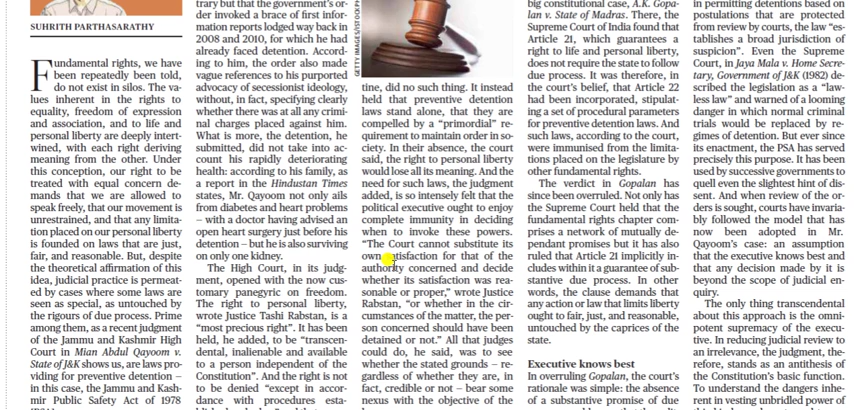 SUHRITH PARTHASARATHY
Fundamental rights, we have
been repeatedly been told,
do not exist in silos. The va-
lues inherent in the rights to
equality, freedom of expression
and association, and to life and
personal liberty are deeply intert-
wined, with each right deriving
meaning from the other. Under
this conception, our right to be
treated with equal concern de-
mands that we are allowed to
speak freely, that our movement is
unrestrained, and that any limita-
tion placed on our personal liberty
is founded on laws that are just,
fair, and reasonable. But, despite
the theoretical affirmation of this
idea, judicial practice is permeat-
ed by cases where some laws are
seen as special, as untouched by
the rigours of due process. Prime
among them, as a recent judgment
of the Jammu and Kashmir High
Court in Mian Abdul Qayoom v.
State of J&K shows us, are laws pro-
viding for preventive detention –
in this case, the Jammu and Kash-
mir Public Safety Act of 1978
trary but that the government's or-
der invoked a brace of first infor-
mation reports lodged way back in
2008 and 2010, for which he had
already faced detention. Accord-
ing to him, the order also made
vague references to his purported
advocacy of secessionist ideology,
without, in fact, specifying clearly
whether there was at all any crimi-
nal charges placed against him.
What is more, the detention, he
submitted, did not take into ac-
count his rapidly deteriorating
health: according to his family, as
a report in the Hindustan Times
states, Mr. Qayoom not only ails
from diabetes and heart problems
– with a doctor having advised an
open heart surgery just before his
detention – but he is also surviving
on only one kidney.
The High Court, in its judg-
ment, opened with the now cus-
tomary panegyric on freedom.
The right to personal liberty,
wrote Justice Tashi Rabstan, is a
"most precious right". It has been
held, he added, to be "transcen-
dental, inalienable and available
to a person independent of the
Constitution". And the right is not
to be denied "except in accor-
dance with procedures esta-
GETTY IMAGES/ISTOCKPH
tine, did no such thing. It instead
held that preventive detention
laws stand alone, that they are
compelled by a "primordial" re-
quirement to maintain order in so-
ciety. In their absence, the court
said, the right to personal liberty
would lose all its meaning. And the
need for such laws, the judgment
added, is so intensely felt that the
political executive ought to enjoy
complete immunity in deciding
when to invoke these powers.
"The Court cannot substitute its
own satisfaction for that of the
authority concerned and decide
whether its satisfaction was rea-
sonable or proper," wrote Justice
Rabstan, "or whether in the cir-
cumstances of the matter, the per-
son concerned should have been
detained or not." All that judges
could do, he said, was to see
whether the stated grounds – re-
gardless of whether they are, in
fact, credible or not – bear some
nexus with the objective of the
big constitutional case, A.K. Gopa-
lan v. State of Madras. There, the
Supreme Court of India found that
Article 21, which guarantees a
right to life and personal liberty,
does not require the state to follow
due process. It was therefore, in
the court's belief, that Article 22
had been incorporated, stipulat-
ing a set of procedural parameters
for preventive detention laws. And
such laws, according to the court,
were immunised from the limita-
tions placed on the legislature by
other fundamental rights.
The verdict in Gopalan has
since been overruled. Not only has
the Supreme Court held that the
fundamental rights chapter com-
prises a network of mutually de-
pendant promises but it has also
ruled that Article 21 implicitly in-
cludes within it a guarantee of sub-
stantive due process. In other
words, the clause demands that
any action or law that limits liberty
ought to fair, just, and reasonable,
untouched by the caprices of the
state.
Executive knows best
In overruling Gopalan, the court's
rationale was simple: the absence
of a substantive promise of due
in permitting detentions based on
postulations that are protected
from review by courts, the law "es-
tablishes a broad jurisdiction of
suspicion". Even the Supreme
Court, in Jaya Mala v. Home Secre-
tary, Government of J&K (1982) de-
scribed the legislation as a "law-
less law" and warned of a looming
danger in which normal criminal
trials would be replaced by re-
gimes of detention. But ever since
its enactment, the PSA has served
precisely this purpose. It has been
used by successive governments to
quell even the slightest hint of dis-
sent. And when review of the or-
ders is sought, courts have invaria-
bly followed the model that has
now been adopted in Mr.
Qayoom's case: an assumption
that the executive knows best and
that any decision made by it is
beyond the scope of judicial en-
quiry.
The only thing transcendental
about this approach is the omni-
potent supremacy of the execu-
tive. In reducing judicial review to
an irrelevance, the judgment, the-
refore, stands as an antithesis of
the Constitution's basic function.
To understand the dangers inhe-
rent in vesting unbridled power of